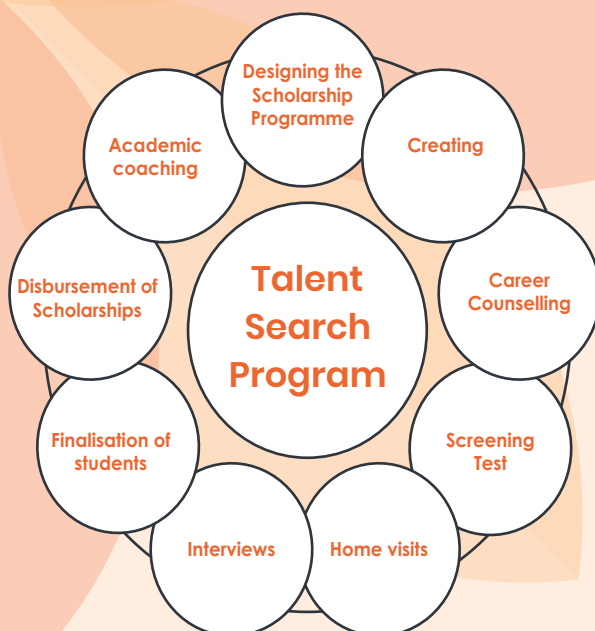 Designing the
Scholarship
Programme
Creating
Career
Counselling
Screening
Test
Home visits
Interviews
Finalisation of
students
Disbursement of
Scholarships
Academic
coaching
Talent
Search
Program